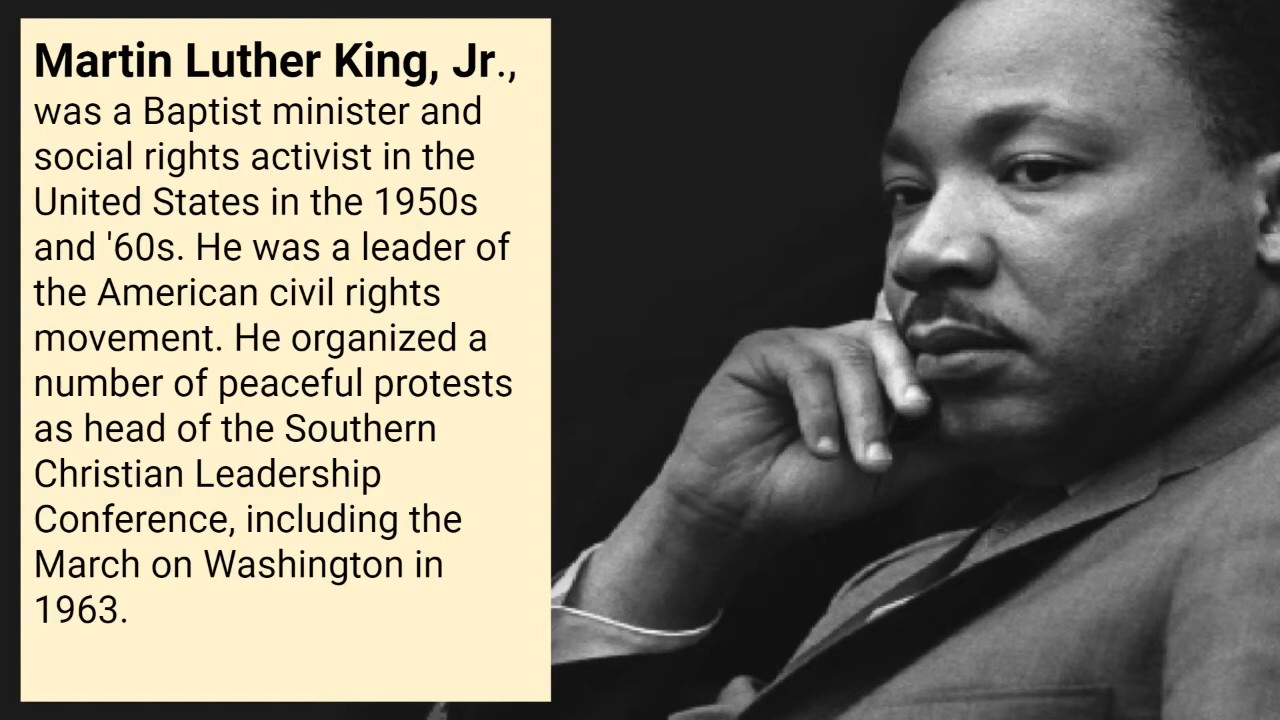 Martin Luther King, Jr.,
was a Baptist minister and
social rights activist in the
United States in the 1950s
and '60s. He was a leader of
the American civil rights
movement. He organized a
number of peaceful protests
as head of the Southern
Christian Leadership
Conference, including the
March on Washington in
1963.